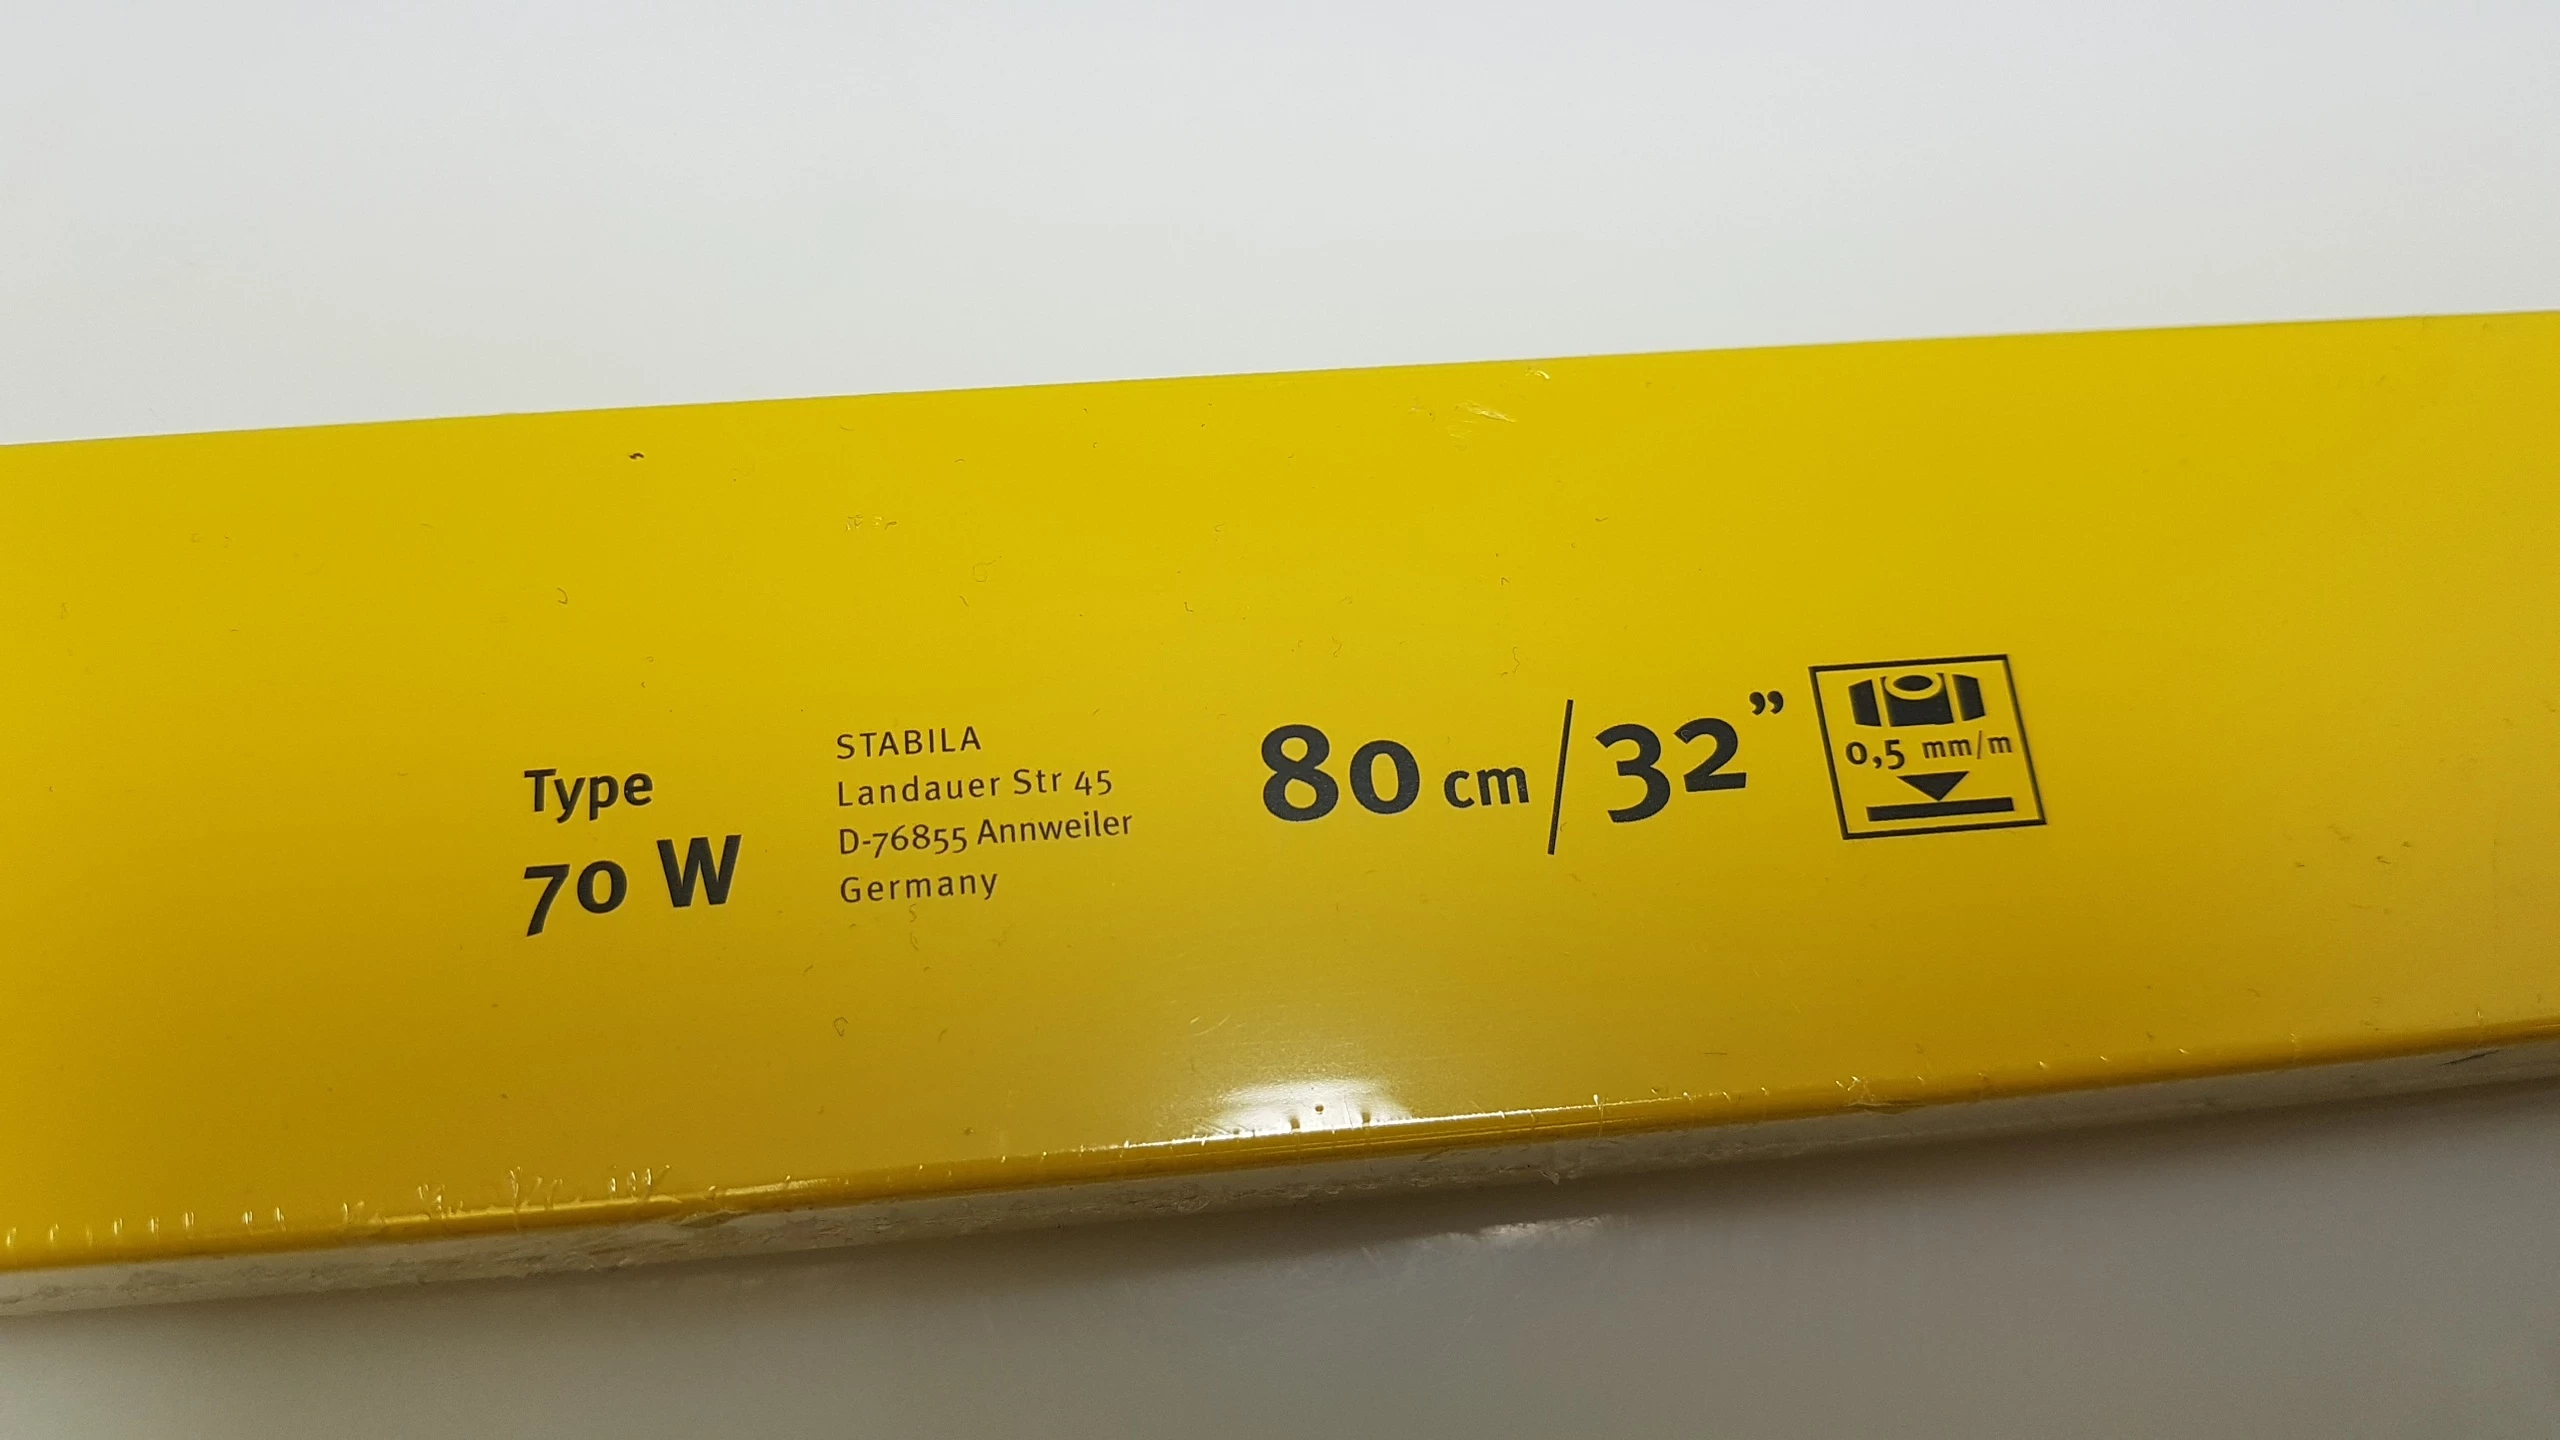 Type
70 W
STABILA
Landauer Str 45
D-76855 Annweiler
Germany
80 cm/32”
0,5 mm/m